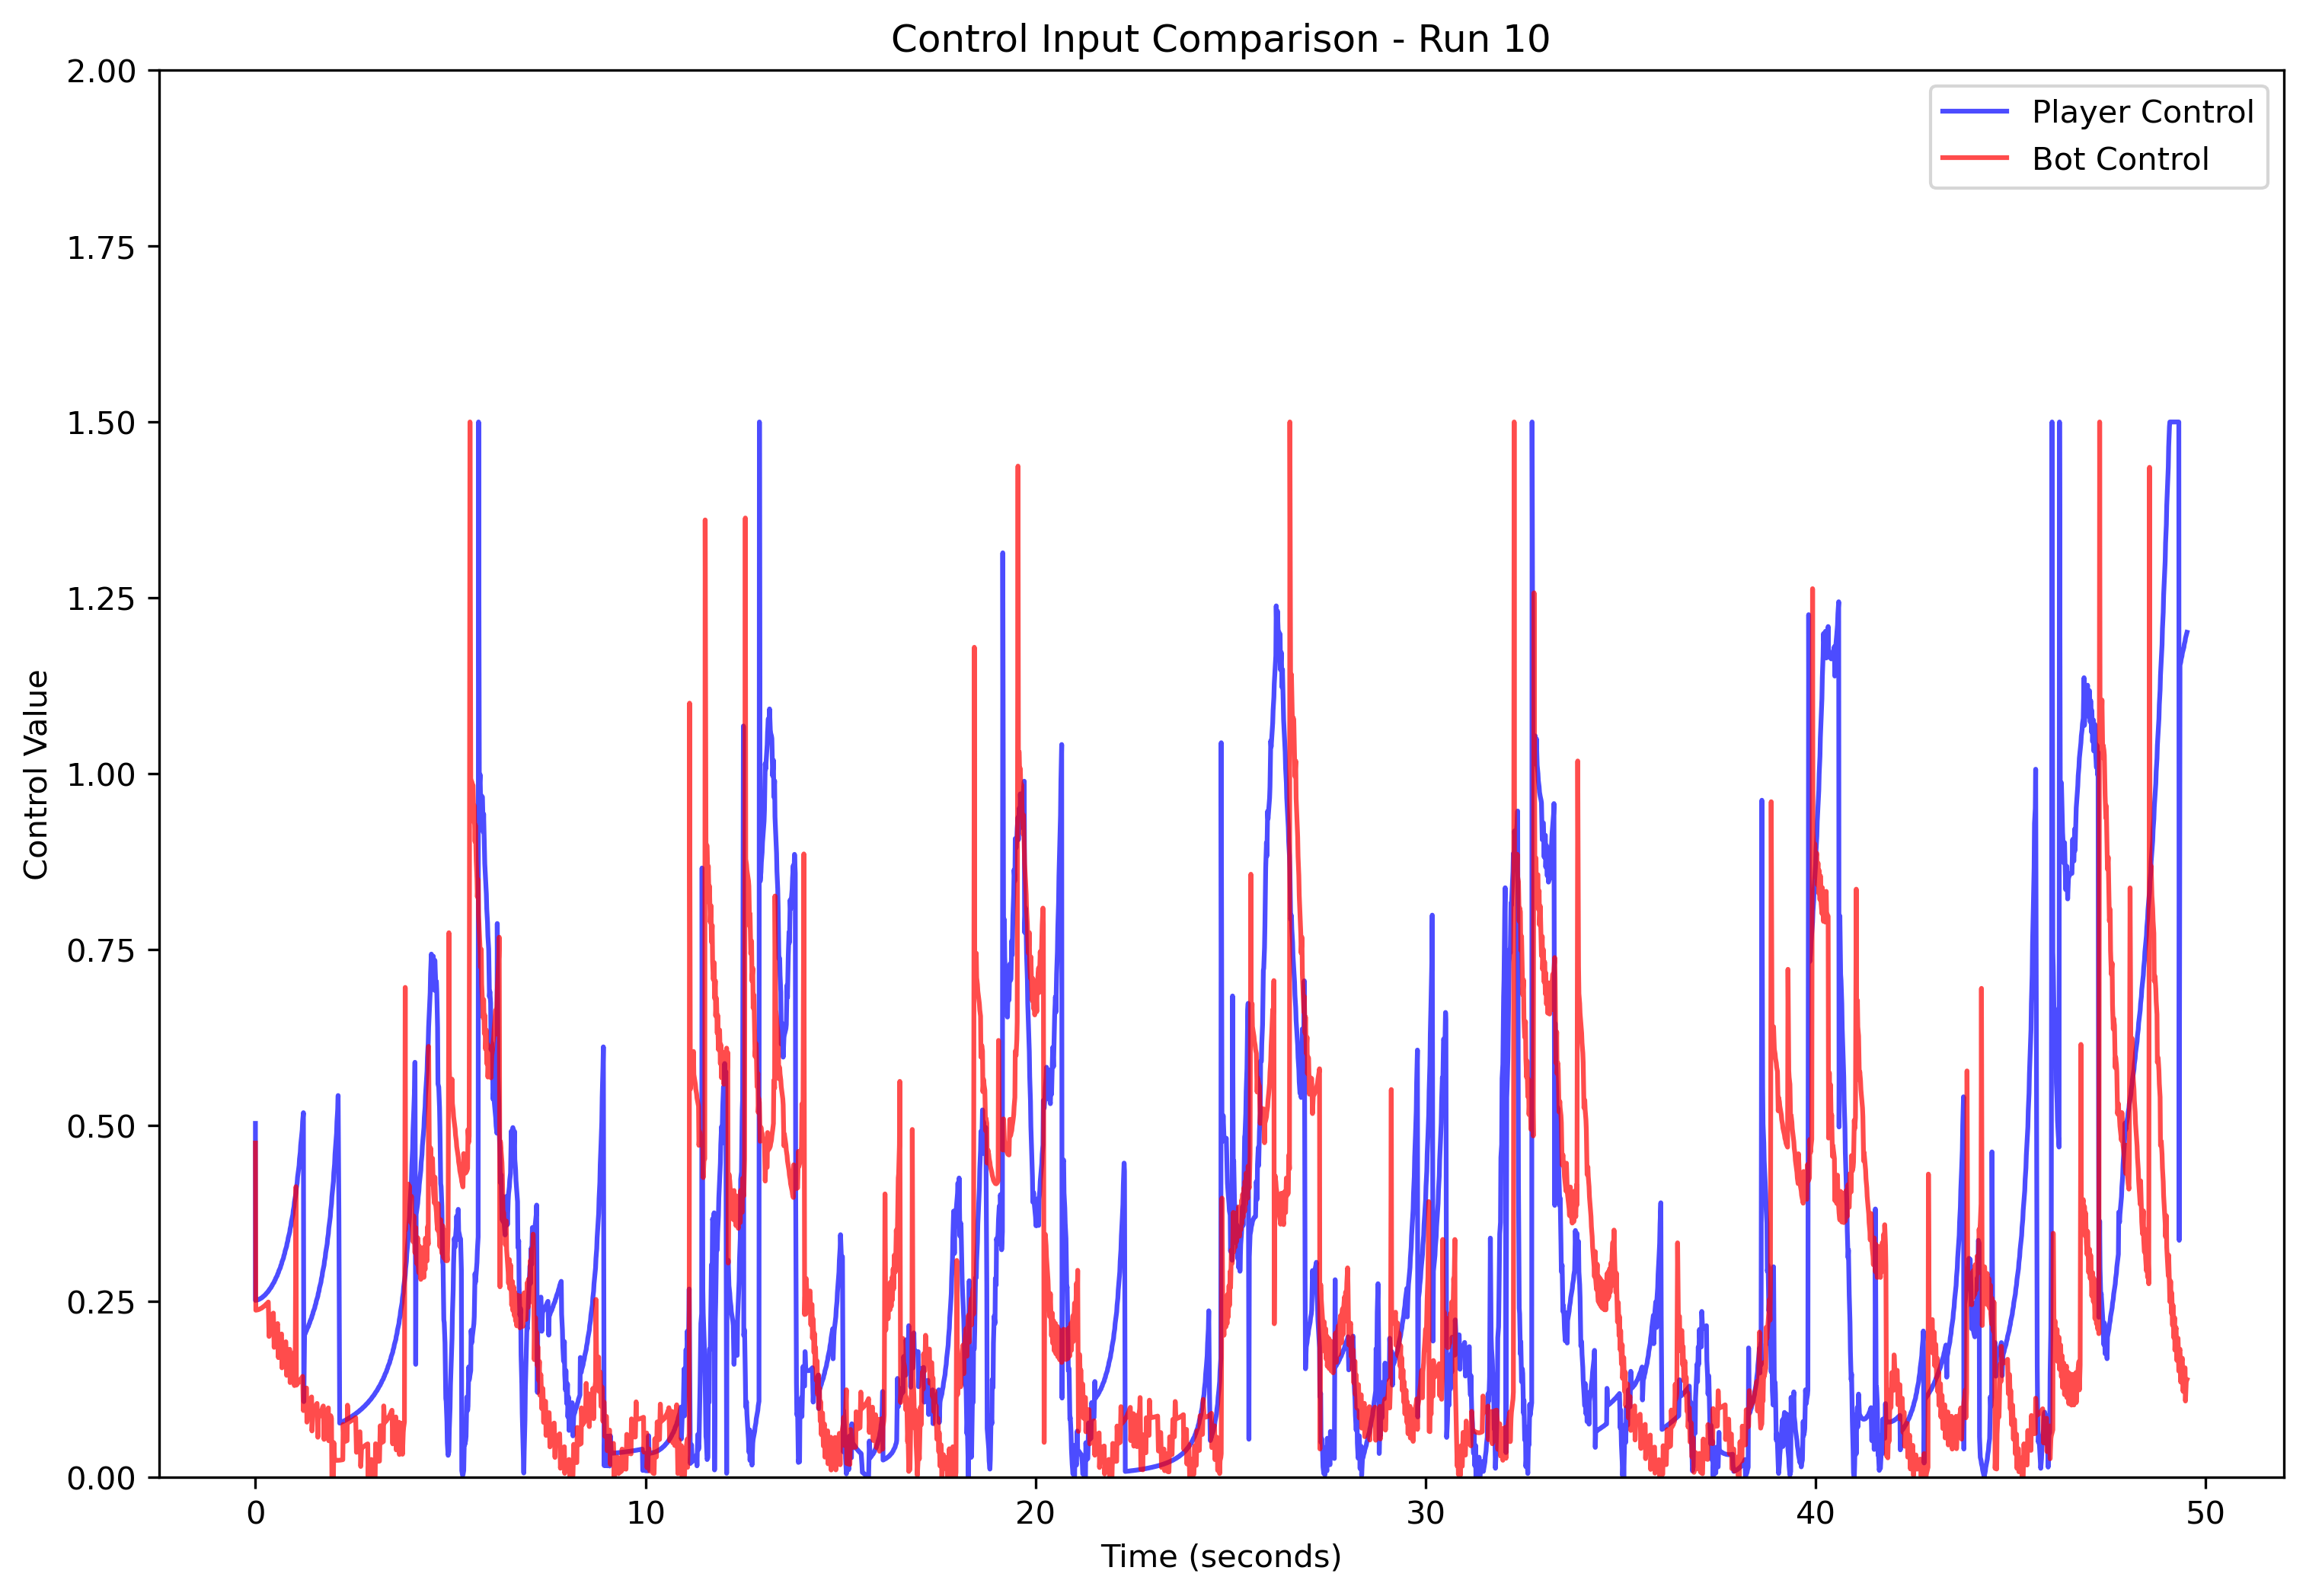 Control Input Comparison - Run 10
2.00
1.75
1.50
1.25
1.00
0.75
0.50
0.25
0.00
Control Value
Player Control
Bot Control
0 10 20 30 40 50
Time (seconds)